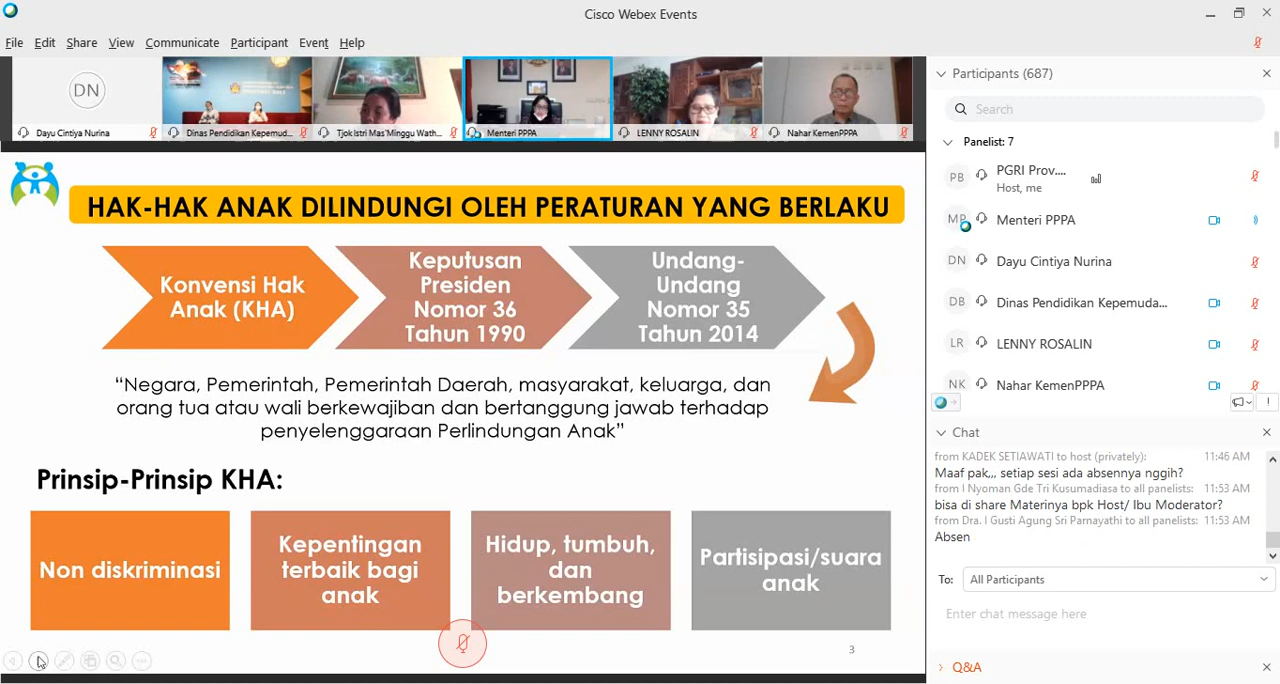 Cisco Webex Events
File Edit Share View Communicate Participant Event Help
DN
Dayu Cintiya Nurina
Dinas Pendidikan Kepemud...
Tjok Istri Mas'Minggu Wath...
Menteri PPPA
LENNY ROSALIN
Nahar KemenPPPA
HAK-HAK ANAK DILINDUNGI OLEH PERATURAN YANG BERLAKU
Konvensi Hak
Anak (KHA)
Keputusan
Presiden
Nomor 36
Tahun 1990
Undang-
Undang
Nomor 35
Tahun 2014
“Negara, Pemerintah, Pemerintah Daerah, masyarakat, keluarga, dan
orang tua atau wali berkewajiban dan bertanggung jawab terhadap
penyelenggaraan Perlindungan Anak”
Prinsip-Prinsip KHA:
Non diskriminasi
Kepentingan
terbaik bagi
anak
Hidup, tumbuh,
dan
berkembang
Partisipasi/suara
anak
3
Participants (687)
Search
Panelist: 7
PB PGRI Prov....
Host, me
MP Menteri PPPA
DN Dayu Cintiya Nurina
DB Dinas Pendidikan Kepemuda...
LR LENNY ROSALIN
NK Nahar KemenPPPA
Chat
from KADEK SETIAWATI to host (privately): 11:46 AM
Maaf pak,,, setiap sesi ada absennya nggih?
from I Nyoman Gde Tri Kusumadiasa to all panelists: 11:53 AM
bisa di share Materinya bpk Host/ Ibu Moderator?
from Dra. I Gusti Agung Sri Parnayathi to all panelists: 11:53 AM
Absen
To: All Participants
Enter chat message here
Q&A